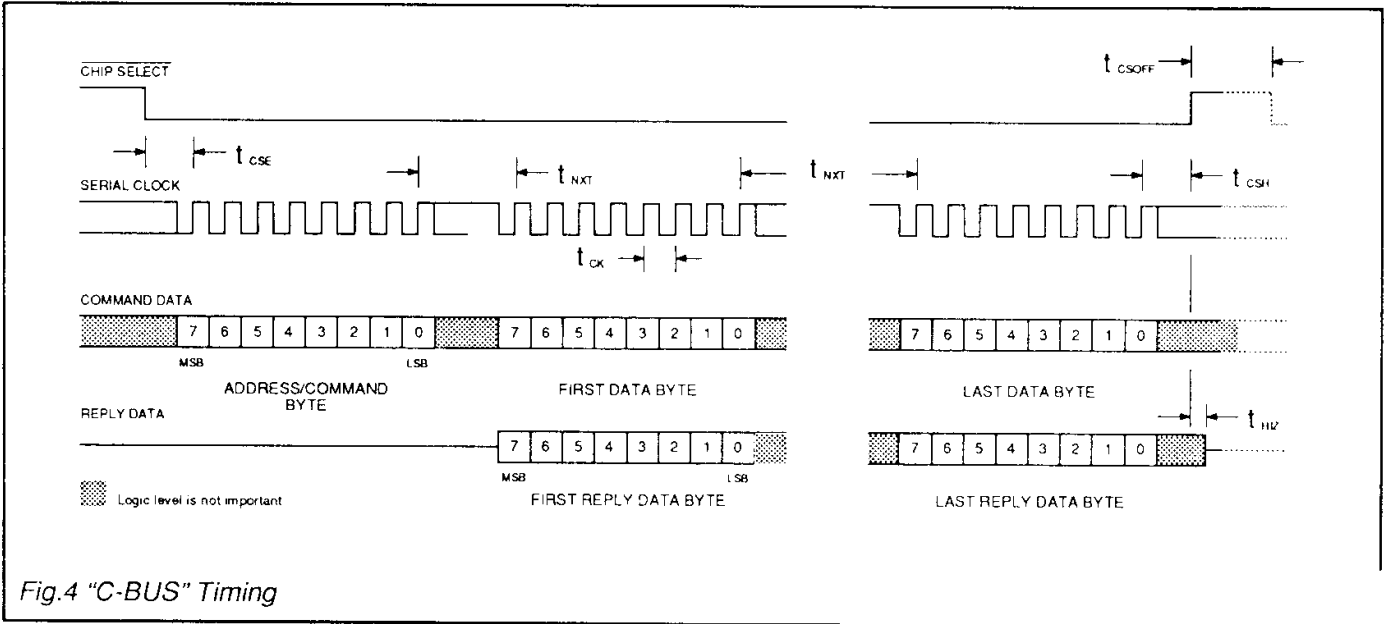 CHIP SELECT
t CSOFF
t CSE
t NXT
t NXT
t CSH
SERIAL CLOCK
t CK
COMMAND DATA
7 6 5 4 3 2 1 0
7 6 5 4 3 2 1 0
7 6 5 4 3 2 1 0
MSB
LSB
ADDRESS/COMMAND
BYTE
FIRST DATA BYTE
LAST DATA BYTE
REPLY DATA
t HIZ
7 6 5 4 3 2 1 0
7 6 5 4 3 2 1 0
MSB
LSB
Logic level is not important
FIRST REPLY DATA BYTE
LAST REPLY DATA BYTE
Fig.4 "C-BUS" Timing